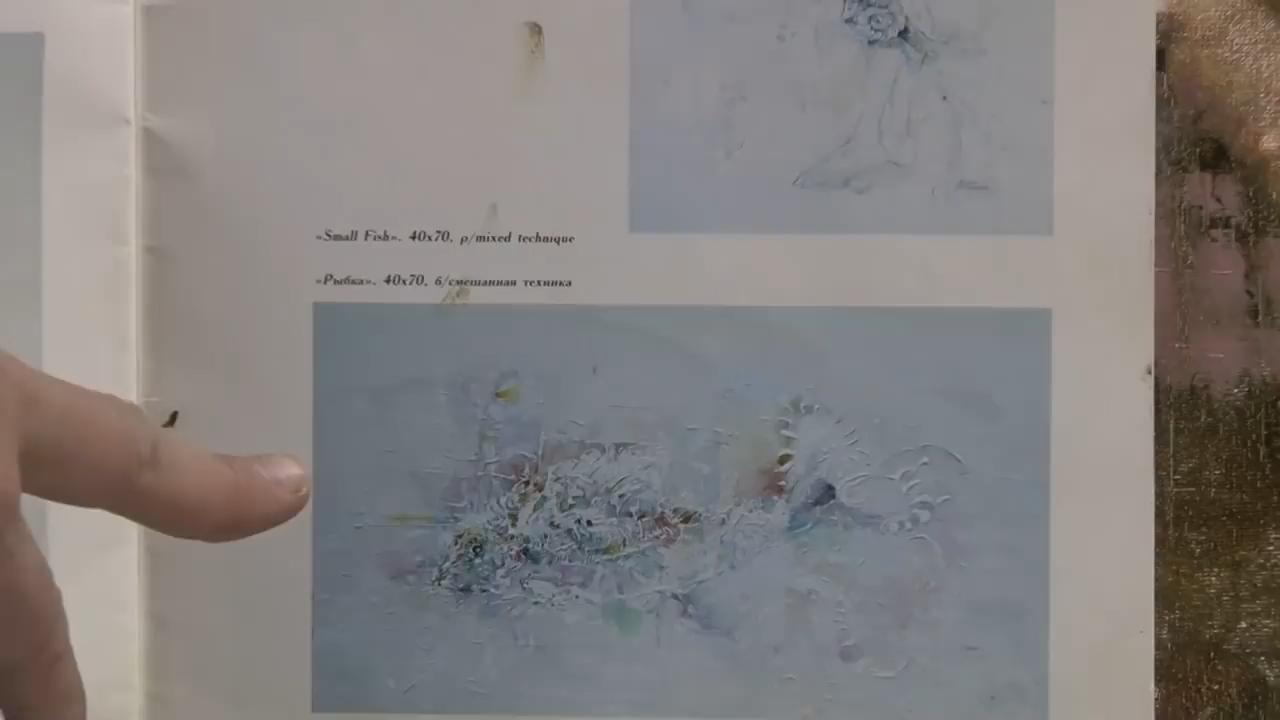 «Small Fish». 40x70, p/mixed technique
«Рыбка». 40x70, б/смешанная техника